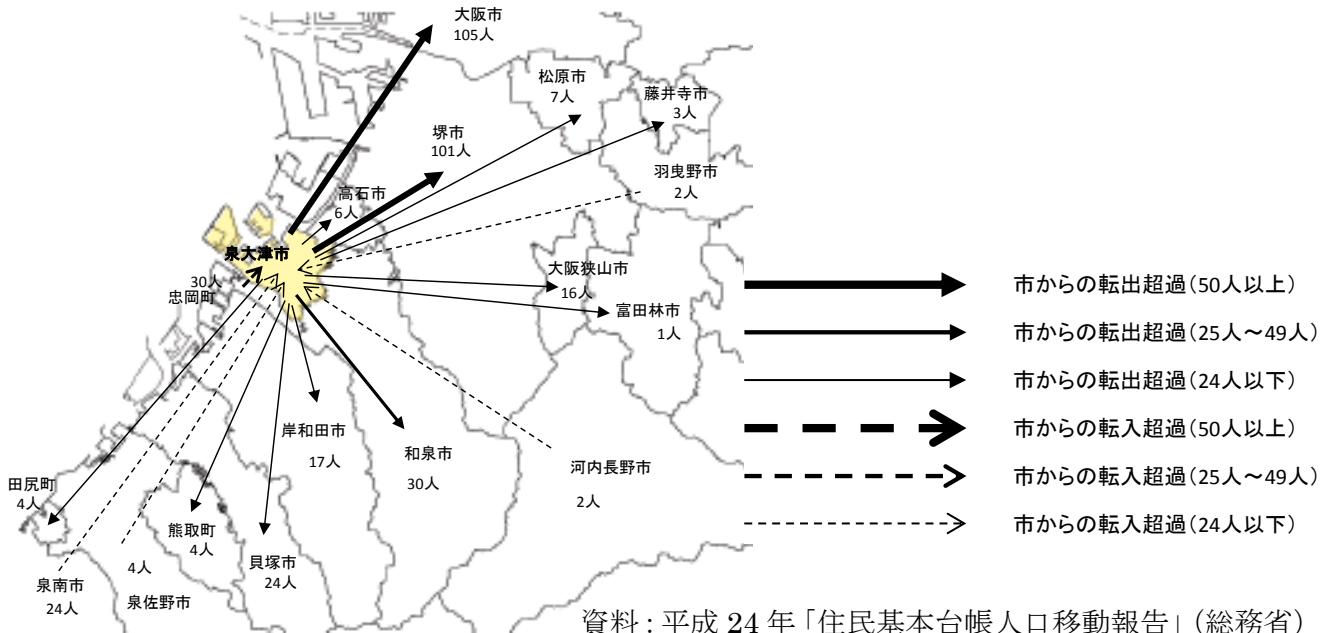 大阪市
105人
松原市
7人
藤井寺市
3人
堺市
101人
羽曳野市
2人
高石市
6人
泉大津市
30人
忠岡町
大阪狭山市
16人
富田林市
1人
岸和田市
17人
和泉市
30人
河内長野市
2人
田尻町
4人
熊取町
4人
貝塚市
24人
4人
泉佐野市
泉南市
24人
市からの転出超過(50人以上)
市からの転出超過(25人～49人)
市からの転出超過(24人以下)
市からの転入超過(50人以上)
市からの転入超過(25人～49人)
市からの転入超過(24人以下)
資料:平成 24 年「住民基本台帳人口移動報告」(総務省)